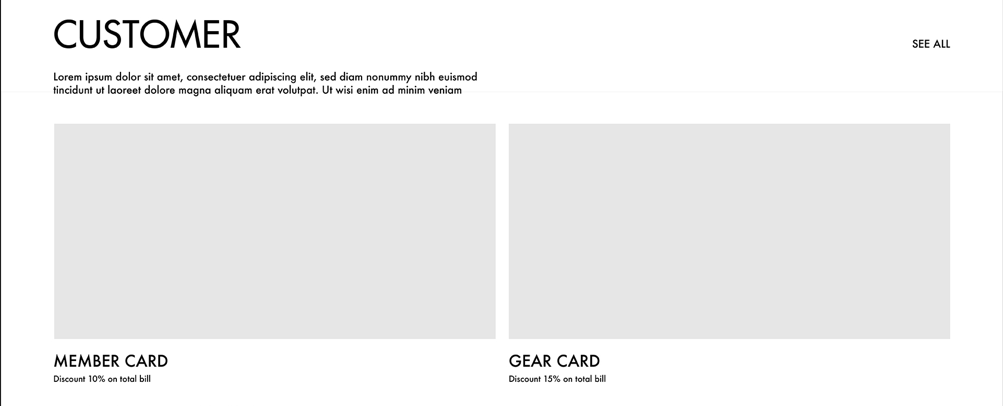 CUSTOMER
SEE ALL
Lorem ipsum dolor sit amet, consectetuer adipiscing elit, sed diam nonummy nibh euismod
tincidunt ut laoreet dolore magna aliquam erat volutpat. Ut wisi enim ad minim veniam
MEMBER CARD
Discount 10% on total bill
GEAR CARD
Discount 15% on total bill